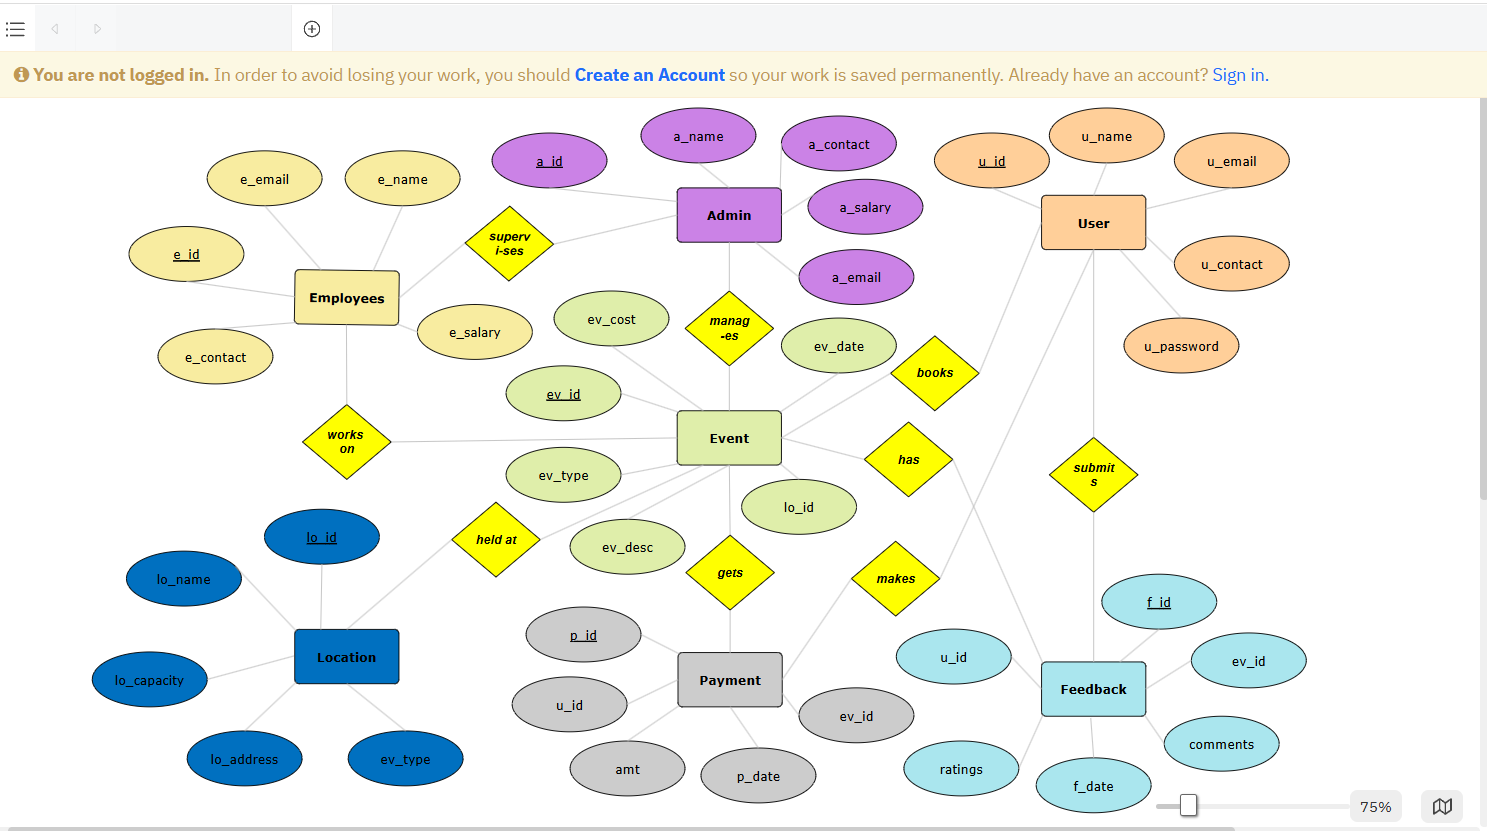 You are not logged in. In order to avoid losing your work, you should Create an Account so your work is saved permanently. Already have an account? Sign in.
a_name
u_name
a_contact
a_id
u_id
u_email
e_email
e_name
a_salary
Admin
User
superv
i-ses
e_id
u_contact
a_email
Employees
ev_cost
manag
-es
e_salary
ev_date
u_password
e_contact
books
ev_id
works
on
Event
has
ev_type
submit
s
lo_id
lo_id
held at
ev_desc
lo_name
gets
makes
f_id
p_id
Location
u_id
ev_id
lo_capacity
Payment
Feedback
u_id
ev_id
comments
lo_address
ev_type
amt
p_date
ratings
f_date
75%